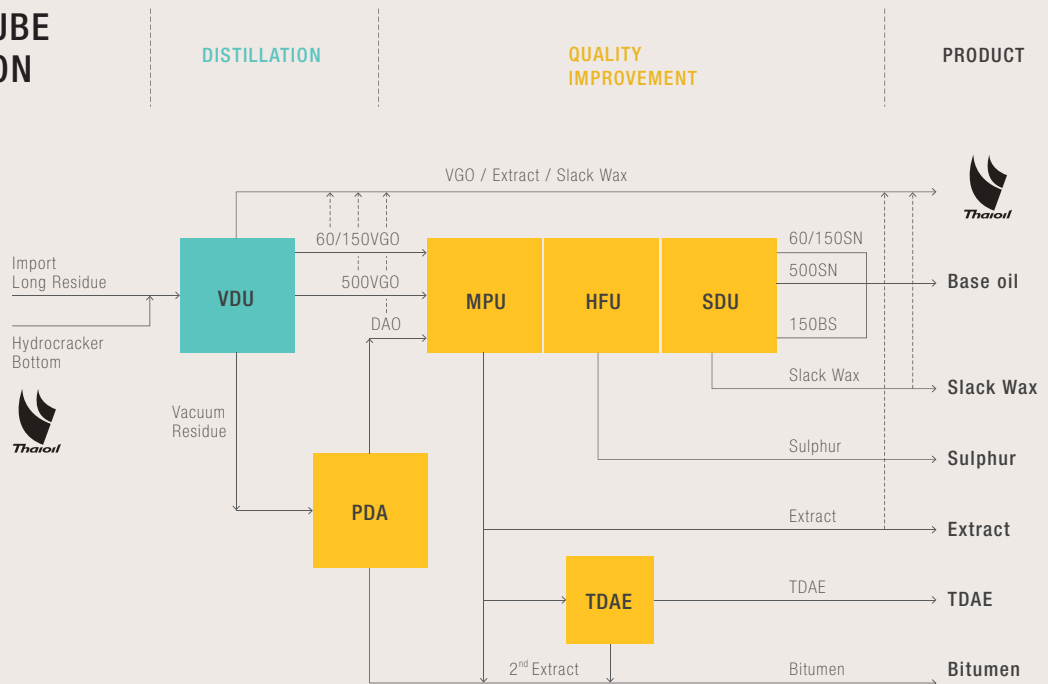 UBE
ON
DISTILLATION
QUALITY
IMPROVEMENT
PRODUCT
VGO / Extract / Slack Wax
Thaioil
60/150VGO
60/150SN
Import
Long Residue
VDU
500VGO
MPU
HFU
SDU
500SN
Base oil
DAO
150BS
Hydrocracker
Bottom
Slack Wax
Slack Wax
Thaioil
Vacuum
Residue
Sulphur
Sulphur
PDA
Extract
Extract
TDAE
TDAE
TDAE
2nd Extract
Bitumen
Bitumen